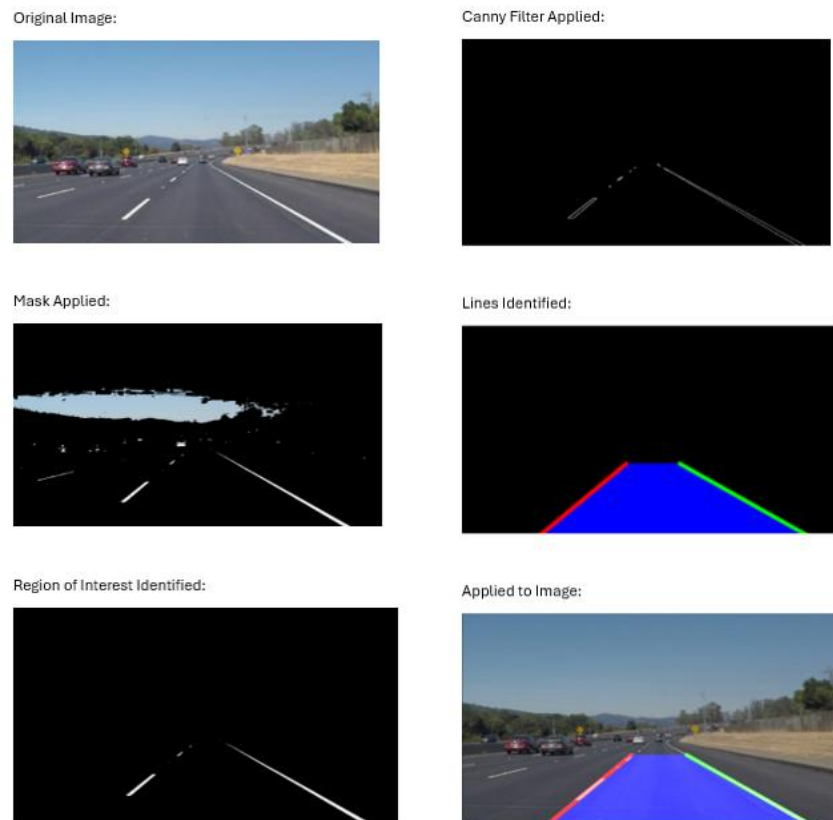 Original Image:
Canny Filter Applied:
Mask Applied:
Lines Identified:
Region of Interest Identified:
Applied to Image: